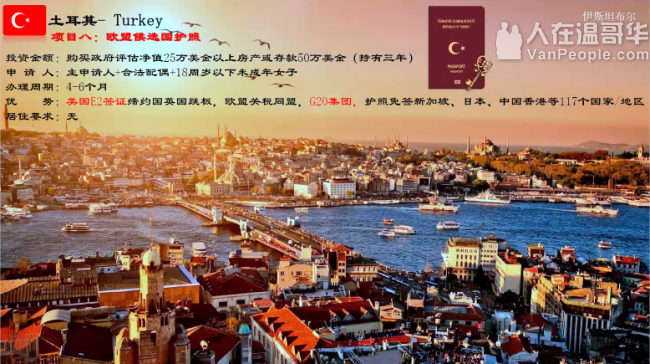 土耳其- Turkey
项目八：欧盟候选国护照
投资金额：购买政府评估净值25万美金以上房产或存款50万美金（持有三年）
申 请 人：主申请人+合法配偶+18周岁以下未成年子女
办理周期：4-6个月
优 势：美国E2签证缔约国英国跳板，欧盟关税同盟，G20集团，护照免签新加坡、日本、中国香港等117个国家/地区
居住要求：无
伊斯坦布尔
人在温哥华
VanPeople.com
PASSPORT